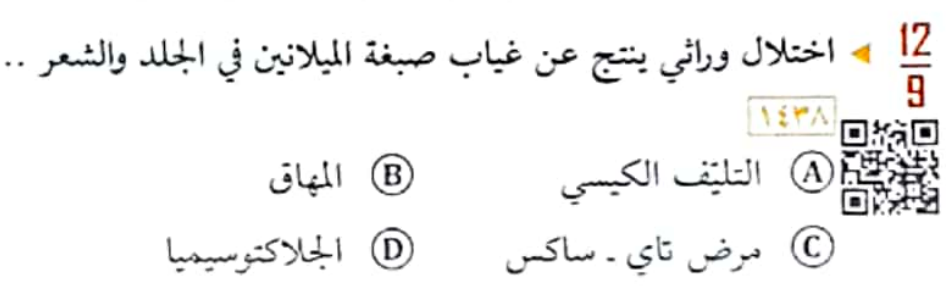 12
9
◀ اختلال وراثي ينتج عن غياب صبغة الميلانين في الجلد والشعر ..
١٤٣٨
Ⓐ التليّف الكيسي
Ⓑ المهاق
Ⓒ مرض تاي ـ ساكس
Ⓓ الجلاكتوسيميا